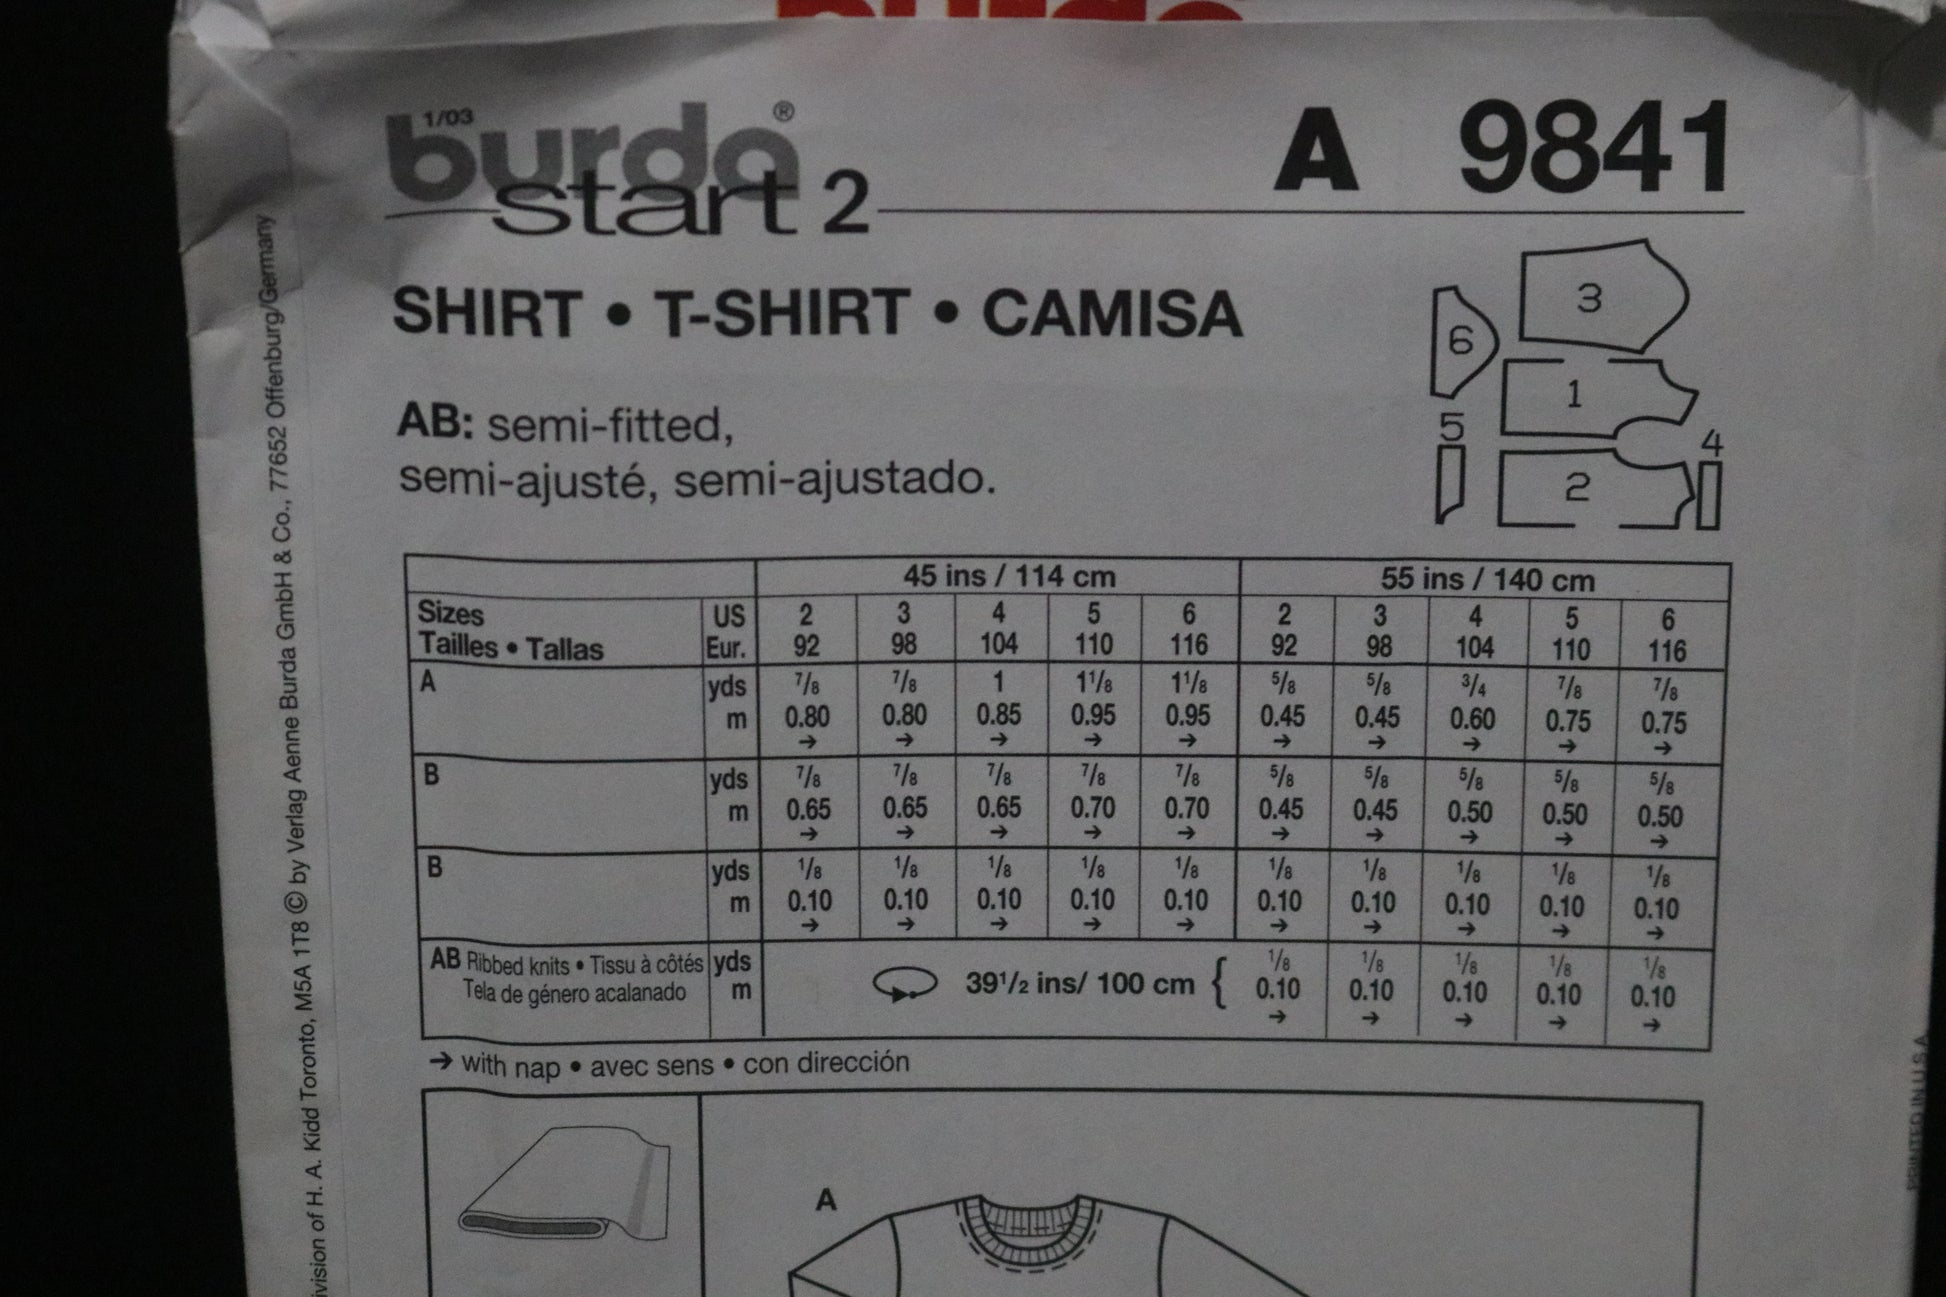 burda
1/03
burda®
start 2
A 9841
SHIRT • T-SHIRT • CAMISA
AB: semi-fitted,
semi-ajusté, semi-ajustado.
3
6
1
5
4
2
45 ins / 114 cm 55 ins / 140 cm
Sizes US 2 3 4 5 6 2 3 4 5 6
Tailles • Tallas Eur. 92 98 104 110 116 92 98 104 110 116
A yds 7/8 7/8 1 1 1/8 1 1/8 5/8 5/8 3/4 7/8 7/8
m 0.80 0.80 0.85 0.95 0.95 0.45 0.45 0.60 0.75 0.75
→ → → → → → → → → →
B yds 7/8 7/8 7/8 7/8 7/8 5/8 5/8 5/8 5/8 5/8
m 0.65 0.65 0.65 0.70 0.70 0.45 0.45 0.50 0.50 0.50
→ → → → → → → → → →
B yds 1/8 1/8 1/8 1/8 1/8 1/8 1/8 1/8 1/8 1/8
m 0.10 0.10 0.10 0.10 0.10 0.10 0.10 0.10 0.10 0.10
→ → → → → → → → → →
AB Ribbed knits • Tissu à côtés yds 39 1/2 ins/ 100 cm { 1/8 1/8 1/8 1/8 1/8
Tela de género acalanado m 0.10 0.10 0.10 0.10 0.10
→ → → → →
→ with nap • avec sens • con dirección
A
ivision of H. A. Kidd Toronto, M5A 1T8 © by Verlag Aenne Burda GmbH & Co., 77652 Offenburg/Germany
PRINTED IN U.S.A.